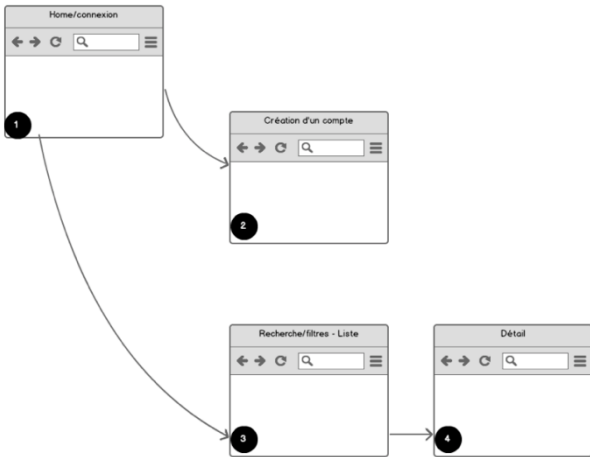 Home/connexion
1
Création d'un compte
2
Recherche/filtres - Liste
3
Détail
4